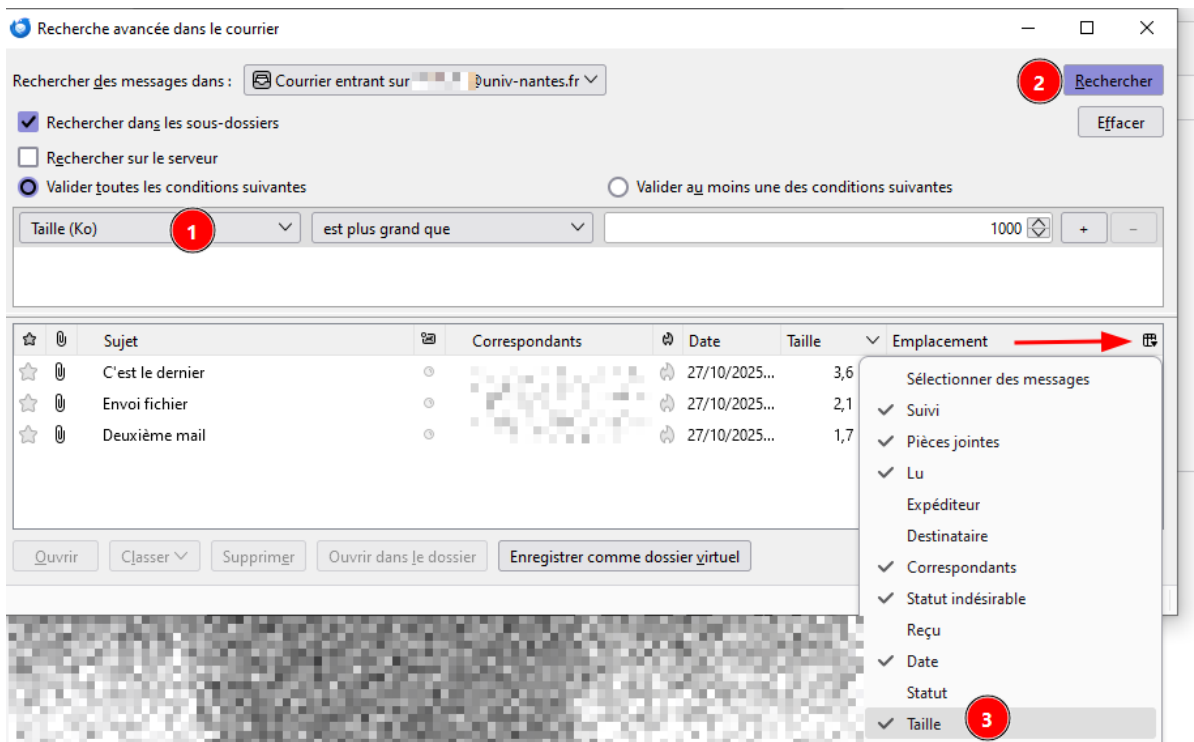 Recherche avancée dans le courrier
Rechercher des messages dans : Courrier entrant sur @univ-nantes.fr 2 Rechercher
Rechercher dans les sous-dossiers Effacer
Rechercher sur le serveur
Valider toutes les conditions suivantes Valider au moins une des conditions suivantes
Taille (Ko) 1 est plus grand que 1000 + −
Sujet Correspondants Date Taille Emplacement
C'est le dernier 27/10/2025... 3,6
Envoi fichier 27/10/2025... 2,1
Deuxième mail 27/10/2025... 1,7
Sélectionner des messages
Suivi
Pièces jointes
Lu
Expéditeur
Destinataire
Correspondants
Statut indésirable
Reçu
Date
Statut
Taille 3
Ouvrir Classer Supprimer Ouvrir dans le dossier Enregistrer comme dossier virtuel